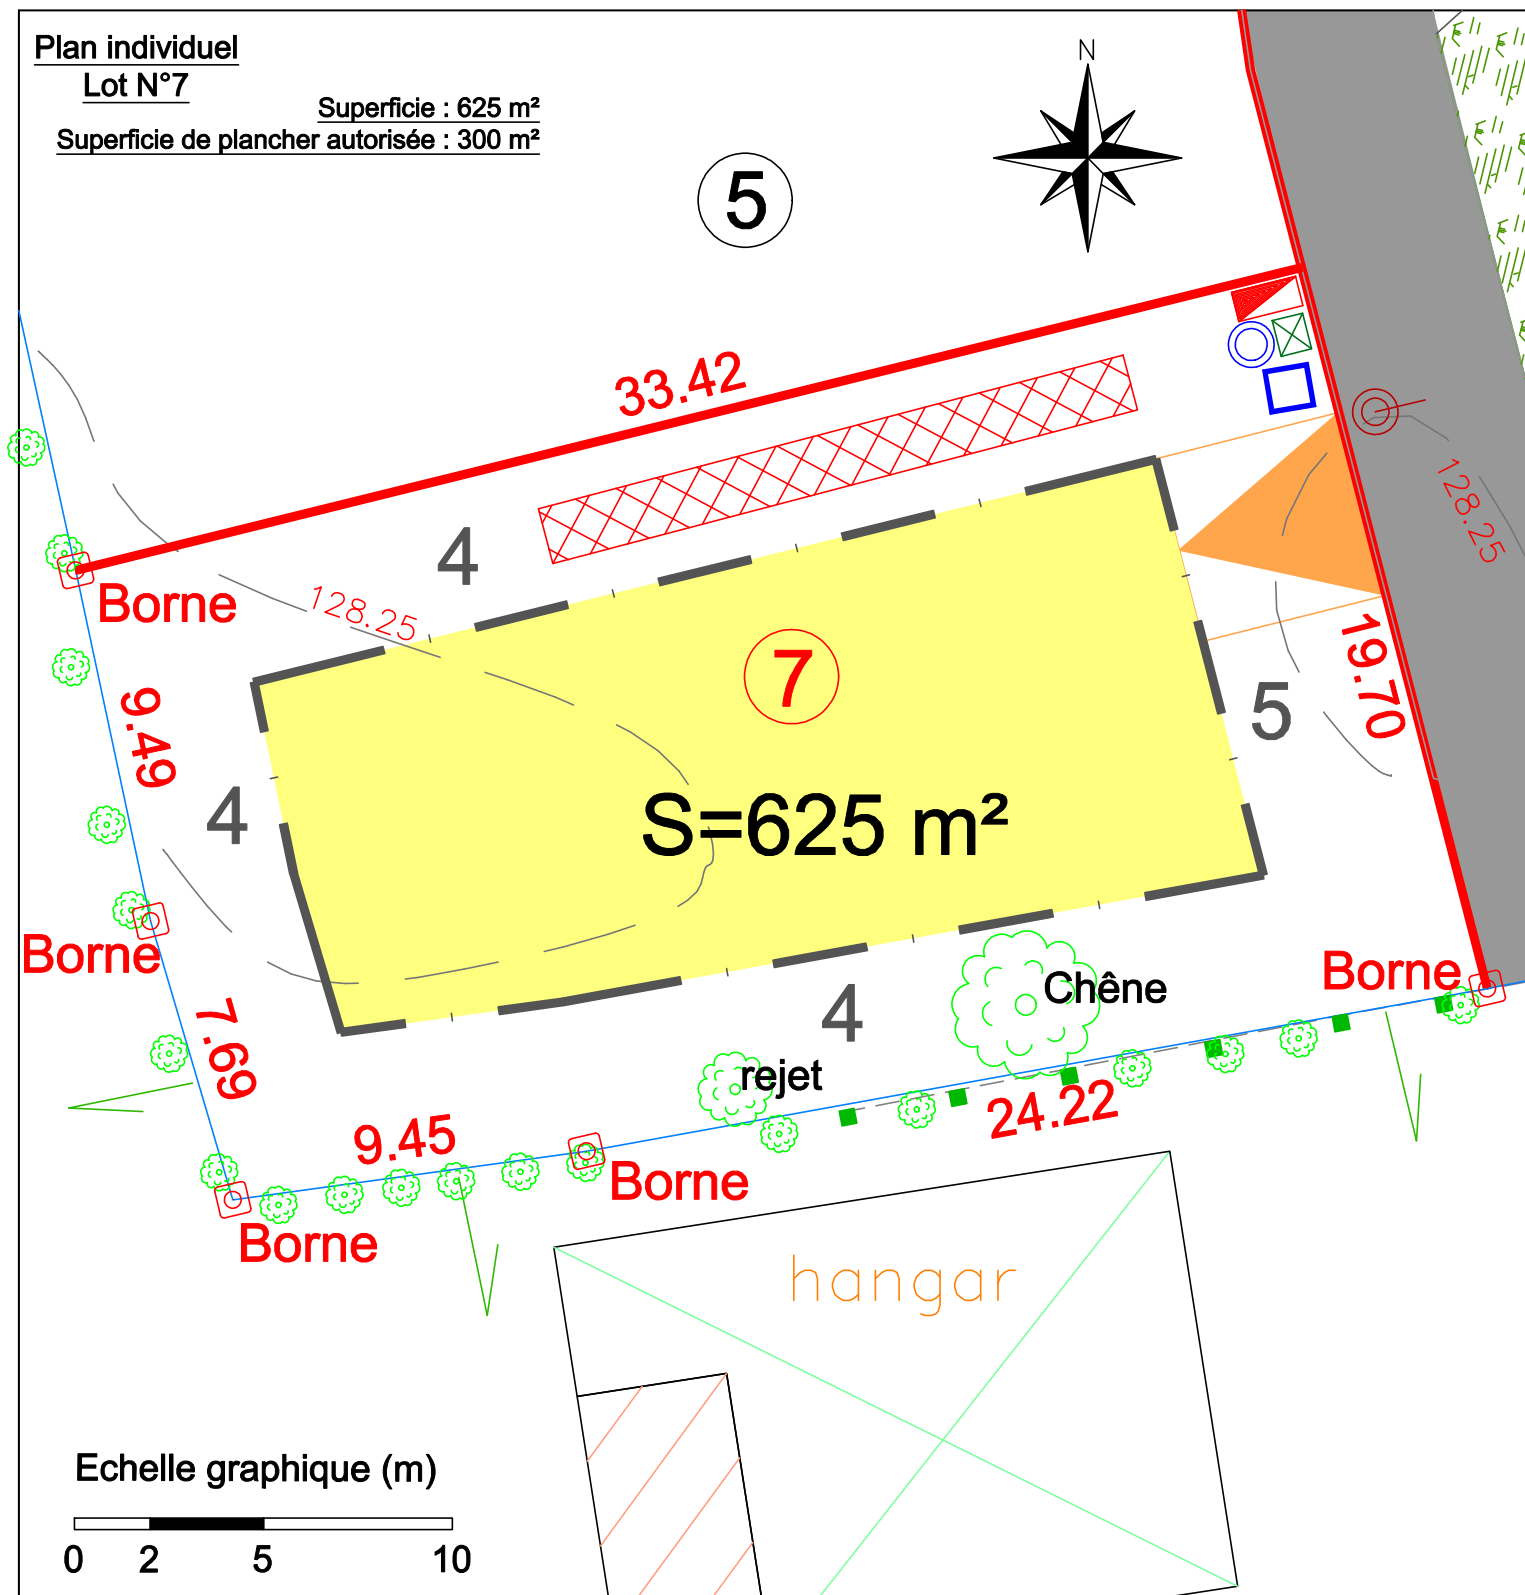 Plan individuel
Lot N°7
Superficie : 625 m²
Superficie de plancher autorisée : 300 m²
N
5
33.42
128.25
4
Borne
128.25
7
19.70
9.49
5
4
S=625 m²
Borne
Chêne
Borne
4
7.69
rejet
24.22
9.45
Borne
Borne
hangar
Echelle graphique (m)
0 2 5 10